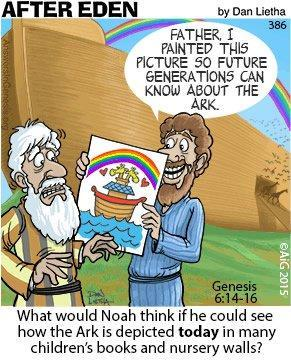 AFTER EDEN
by Dan Lietha
386
FATHER, I
PAINTED THIS
PICTURE SO FUTURE
GENERATIONS CAN
KNOW ABOUT THE
ARK.
AnswersInGenesis.org
DAN
LIETHA
Genesis
6:14-16
©AiG 2015
What would Noah think if he could see
how the Ark is depicted today in many
children's books and nursery walls?